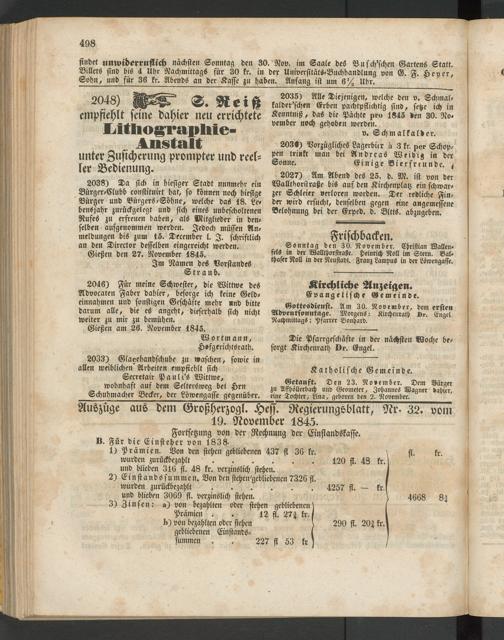 498
findet unwiderruflich nächsten Sonntag den 30. Nov. im Saale des Busch'schen Gartens Statt.
Billets sind bis 4 Uhr Nachmittags für 30 kr. in der Universitäts-Buchhandlung von G. F. Heyer,
Sohn, und für 36 kr. Abends an der Kasse zu haben. Anfang ist um 6½ Uhr.
2048) S. Reiß
empfiehlt seine dahier neu errichtete
Lithographie-
Anstalt
unter Zusicherung prompter und reel-
ler Bedienung.
2038) Da sich in hiesiger Stadt nunmehr ein
Bürger-Klub constituirt hat, so können noch hiesige
Bürger und Bürgers-Söhne, welche das 18. Le-
bensjahr zurückgelegt und sich eines unbescholtenen
Rufes zu erfreuen haben, als Mitglieder in den-
selben aufgenommen werden. Jedoch müssen An-
meldungen bis zum 15. December l. J. schriftlich
an den Director desselben eingereicht werden.
Gießen den 27. November 1845.
Im Namen des Vorstandes
Straub.
2046) Für meine Schwester, die Wittwe des
Advocaten Haber dahier, besorge ich keine Geld-
einnahmen und sonstigen Geschäfte mehr und bitte
darum alle, die es angeht, dieserhalb sich nicht
weiter zu mir zu bemühen.
Gießen am 26. November 1845.
Wortmann,
Hofgerichtsrath.
2033) Glacehandschuhe zu waschen, sowie in
allen weiblichen Arbeiten empfiehlt sich
Secretair Pauli's Wittwe,
wohnhaft auf dem Seltersweg bei Hrn
Schuhmacher Becker, der Löwengasse gegenüber.
2035) Alle Diejenigen, welche den v. Schmal-
kalder'schen Erben pachtpflichtig sind, setze ich in
Kenntniß, das die Pächte pro 1845 den 30. No-
vember noch gehoben werden.
v. Schmalkalder.
2036) Vorzügliches Lagerbier à 3 kr. per Schop-
pen trinkt man bei Andreas Weidig in der
Sonne. Einige Bierfreunde.
2027) Am Abend des 25. d. M. ist von der
Wallthorstraße bis auf den Kirchenplatz ein schwar-
zer Schleier verloren worden. Der redliche Fin-
der wird ersucht, denselben gegen eine angemessene
Belohnung bei der Exped. d. Blatts. abzugeben.
Frischbacken.
Sonntag den 30. November. Christian Wallen-
fels in der Wallthorstraße. Heinrich Noll im Stern. Bal-
thaser Noll in der Neustadt. Franz Lampus in der Löwengasse.
Kirchliche Anzeigen.
Evangelische Gemeinde.
Gottesdienst. Am 30. November, dem ersten
Adventsonntage. Morgens: Kirchenrath Dr. Engel
Nachmittags: Pfarrer Bonhard.
Die Pfarrgeschäfte in der nächsten Woche be-
sorgt Kirchenrath Dr. Engel.
Katholische Gemeinde.
Getauft. Den 23. November. Dem Bürger
und Geometer, Johannes Wagner dahier,
eine Tochter, Lina, geboren den 2. November.
Auszüge aus dem Großherzogl. Hess. Regierungsblatt, Nr. 32. vom
19. November 1845.
Fortsetzung von der Rechnung der Einstandskasse.
B. Für die Einsteher von 1838. fl. kr.
1) Prämien. Von den stehen gebliebenen 437 fl. 36 kr.
wurden zurückbezahlt . . . 120 fl. 48 kr.
und blieben 316 fl. 48 kr. verzinslich stehen.
2) Einstandssummen. Von den stehen gebliebenen 7326 fl.
wurden zurückbezahlt . . . 4257 fl. — kr.
und blieben 3069 fl. verzinslich stehen. 4668 8¾
3) Zinsen: a) von bezahlten oder stehen gebliebenen
Prämien . . 12 fl. 27¾ kr.
b) von bezahlten oder stehen 290 fl. 20¾ kr.
gebliebenen Einstands-
summen . . 227 fl 53 kr